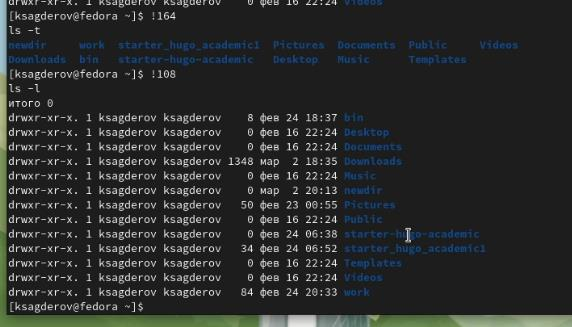 drwxr-xr-x. 1 ksagderov ksagderov    0 фев 16 22:24 Videos
[ksagderov@fedora ~]$ !164
ls -t
newdir     work  starter_hugo_academic1  Pictures  Documents  Public     Videos
Downloads  bin   starter-hugo-academic   Desktop   Music      Templates
[ksagderov@fedora ~]$ !108
ls -l
итого 0
drwxr-xr-x. 1 ksagderov ksagderov    8 фев 24 18:37 bin
drwxr-xr-x. 1 ksagderov ksagderov    0 фев 16 22:24 Desktop
drwxr-xr-x. 1 ksagderov ksagderov    0 фев 16 22:24 Documents
drwxr-xr-x. 1 ksagderov ksagderov 1348 мар  2 18:35 Downloads
drwxr-xr-x. 1 ksagderov ksagderov    0 фев 16 22:24 Music
drwxr-xr-x. 1 ksagderov ksagderov    0 мар  2 20:13 newdir
drwxr-xr-x. 1 ksagderov ksagderov   50 фев 23 00:55 Pictures
drwxr-xr-x. 1 ksagderov ksagderov    0 фев 16 22:24 Public
drwxr-xr-x. 1 ksagderov ksagderov    0 фев 24 06:38 starter-hugo-academic
drwxr-xr-x. 1 ksagderov ksagderov   34 фев 24 06:52 starter_hugo_academic1
drwxr-xr-x. 1 ksagderov ksagderov    0 фев 16 22:24 Templates
drwxr-xr-x. 1 ksagderov ksagderov    0 фев 16 22:24 Videos
drwxr-xr-x. 1 ksagderov ksagderov   84 фев 24 20:33 work
[ksagderov@fedora ~]$